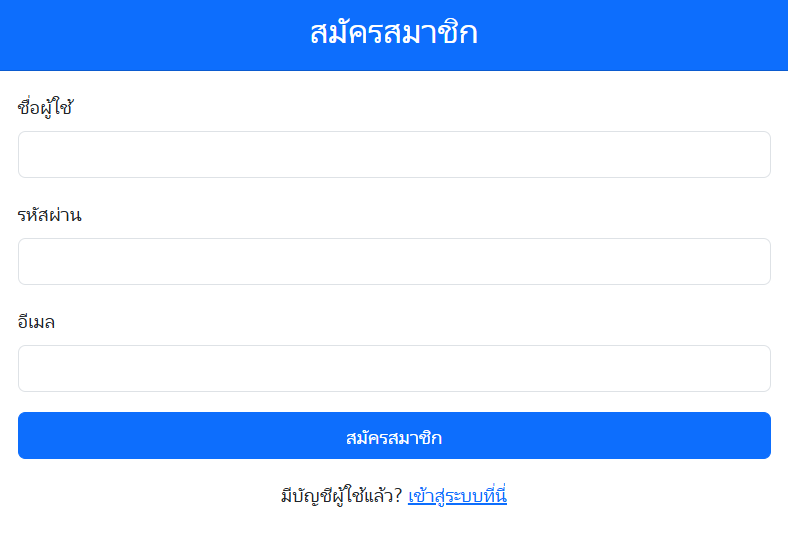 สมัครสมาชิก
ชื่อผู้ใช้
รหัสผ่าน
อีเมล
สมัครสมาชิก
มีบัญชีผู้ใช้แล้ว? เข้าสู่ระบบที่นี่